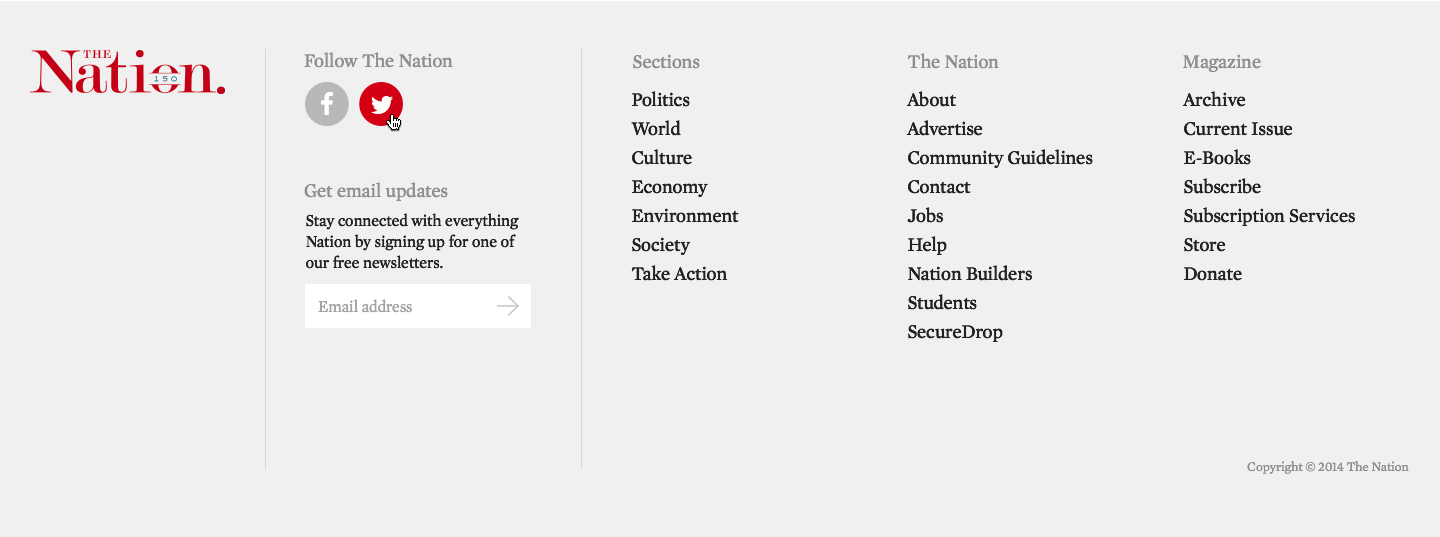 THE
Nation.
150
Follow The Nation
Get email updates
Stay connected with everything
Nation by signing up for one of
our free newsletters.
Email address
Sections
Politics
World
Culture
Economy
Environment
Society
Take Action
The Nation
About
Advertise
Community Guidelines
Contact
Jobs
Help
Nation Builders
Students
SecureDrop
Magazine
Archive
Current Issue
E-Books
Subscribe
Subscription Services
Store
Donate
Copyright © 2014 The Nation